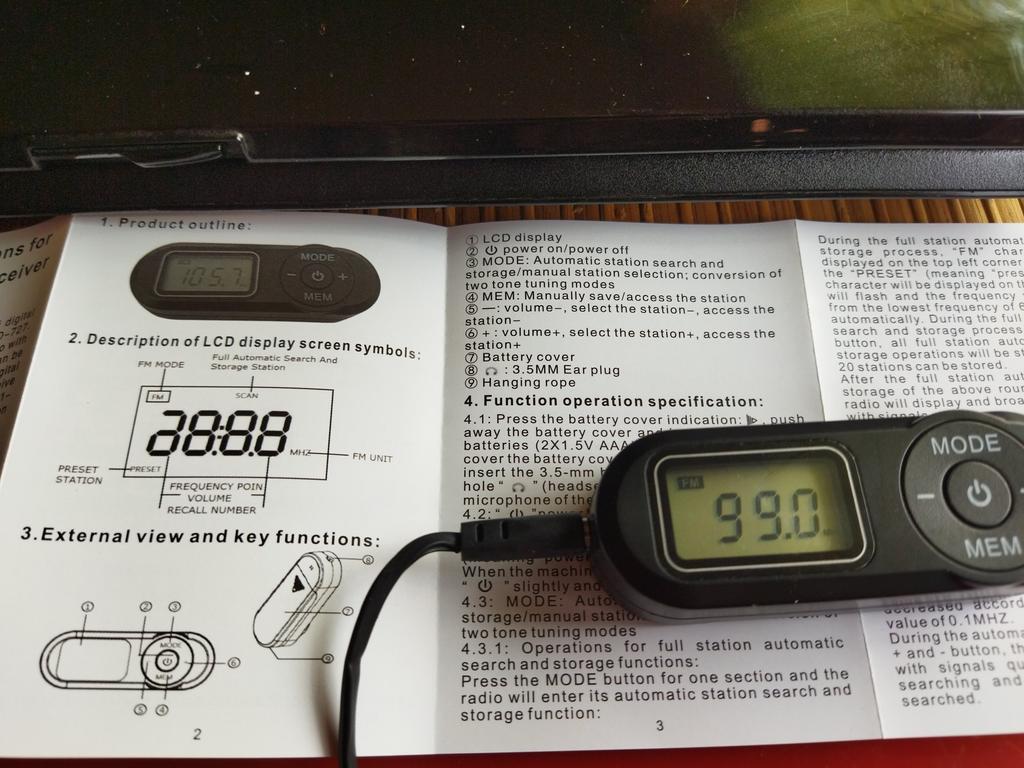 ns for
ceiver
1. Product outline:
105.7
MODE
MEM
2. Description of LCD display screen symbols:
FM MODE
Full Automatic Search And
Storage Station
FM
SCAN
28:88
MHZ
FM UNIT
PRESET
STATION
PRESET
FREQUENCY POIN
VOLUME
RECALL NUMBER
3.External view and key functions:
① ② ③ ⑧
⑦
MODE
MEM
⑥
⑨
⑤ ④
2
① LCD display
② ⏻ power on/power off
③ MODE: Automatic station search and
storage/manual station selection; conversion of
two tone tuning modes
④ MEM: Manually save/access the station
⑤ —: volume–, select the station–, access the
station–
⑥ + : volume+, select the station+, access the
station+
⑦ Battery cover
⑧ 🎧 : 3.5MM Ear plug
⑨ Hanging rope
4. Function operation specification:
4.1: Press the battery cover indication: , push
away the battery cover and
batteries (2X1.5V AAA
cover the battery cov
insert the 3.5-mm
hole “ 🎧 ” (headse
microphone of the
4.2: “ ⏻ ”
When the machin
“ ⏻ ” slightly and
4.3: MODE: Auto
storage/manual stati
two tone tuning modes
4.3.1: Operations for full station automatic
search and storage functions:
Press the MODE button for one section and the
radio will enter its automatic station search and
storage function:
3
During the full station automat
storage process, “FM” char
displayed on the top left corner
the “PRESET” (meaning “pres
character will be displayed on t
will flash and the frequency
from the lowest frequency of
automatically. During the full
search and storage process
button, all full station auto
storage operations will be s
20 stations can be stored.
After the full station aut
storage of the above rou
radio will display and broa
with signals
decreased accord
value of 0.1MHZ.
During the automa
+ and - button, th
with signals qu
searching and
searched.
FM
99.0
MODE
– ⏻
MEM